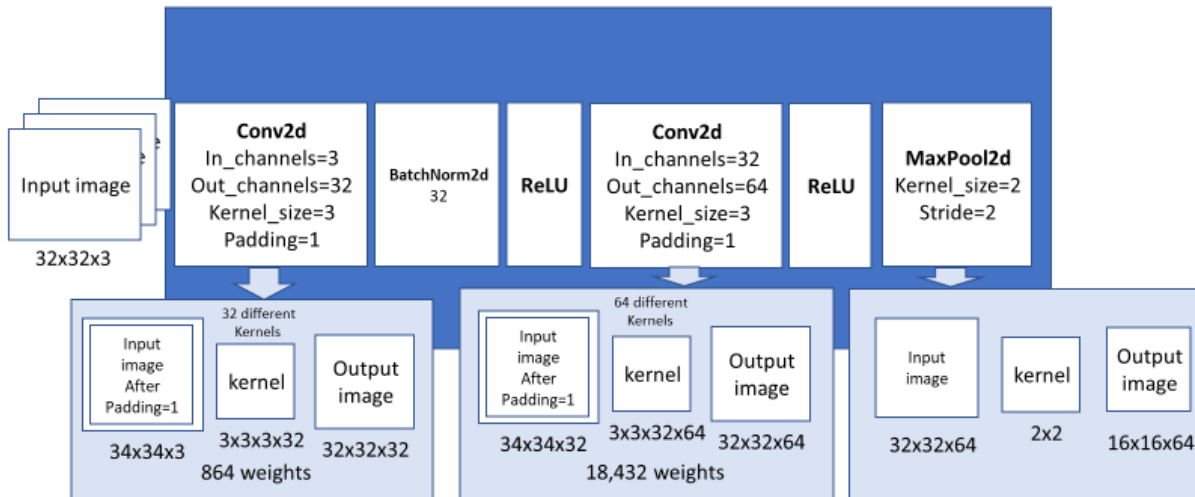 Input image
32x32x3
Conv2d
In_channels=3
Out_channels=32
Kernel_size=3
Padding=1
BatchNorm2d
32
ReLU
Conv2d
In_channels=32
Out_channels=64
Kernel_size=3
Padding=1
ReLU
MaxPool2d
Kernel_size=2
Stride=2
Input
image
After
Padding=1
34x34x3
32 different
Kernels
kernel
3x3x3x32
Output
image
32x32x32
864 weights
Input
image
After
Padding=1
34x34x32
64 different
Kernels
kernel
3x3x32x64
Output
image
32x32x64
18,432 weights
Input
image
32x32x64
kernel
2x2
Output
image
16x16x64